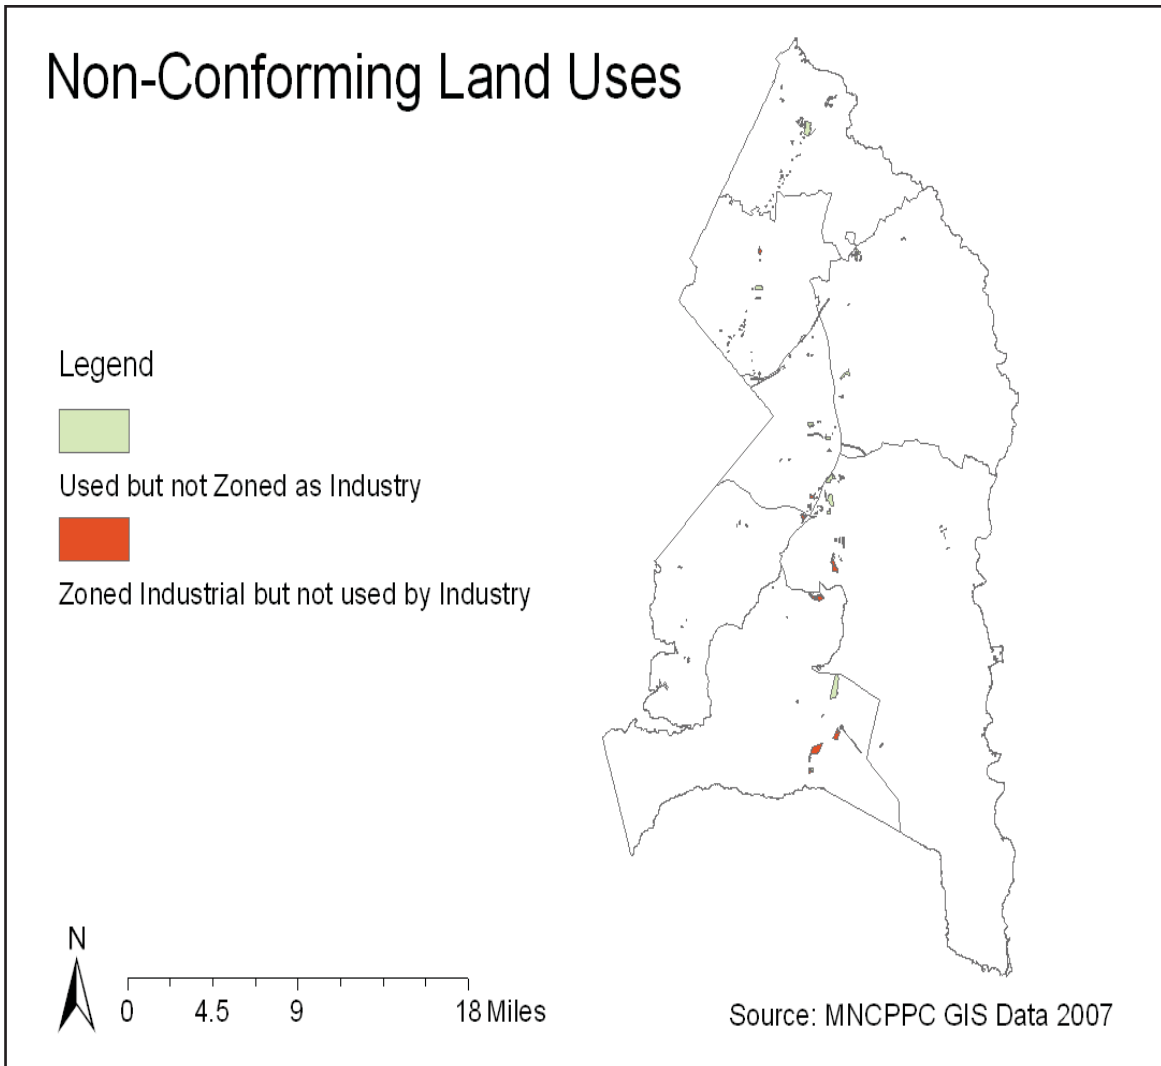 Non-Conforming Land Uses
Legend
Used but not Zoned as Industry
Zoned Industrial but not used by Industry
N
0 4.5 9 18 Miles
Source: MNCPPC GIS Data 2007